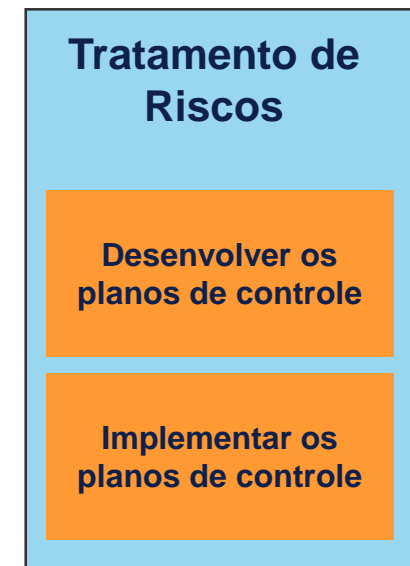 Tratamento de
Riscos
Desenvolver os
planos de controle
Implementar os
planos de controle